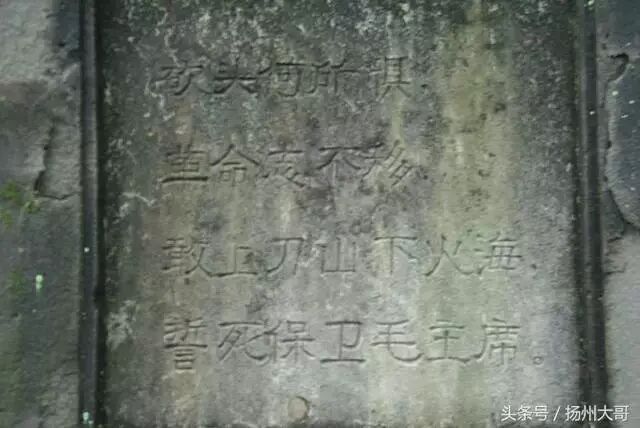 砍头何所惧.
革命志不移.
敢上刀山下火海.
誓死保卫毛主席。
头条号 / 扬州大哥